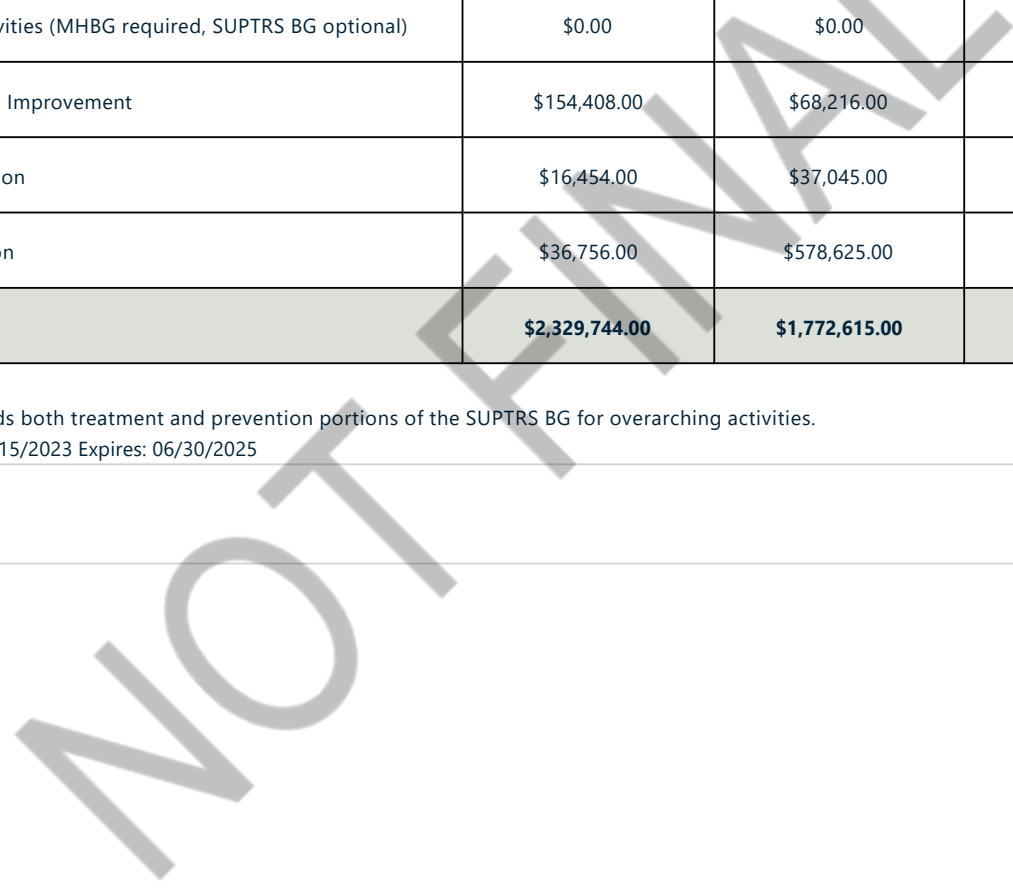 vities (MHBG required, SUPTRS BG optional) $0.00 $0.00
Improvement $154,408.00 $68,216.00
on $16,454.00 $37,045.00
on $36,756.00 $578,625.00
$2,329,744.00 $1,772,615.00
ds both treatment and prevention portions of the SUPTRS BG for overarching activities.
15/2023 Expires: 06/30/2025
NOT FINAL